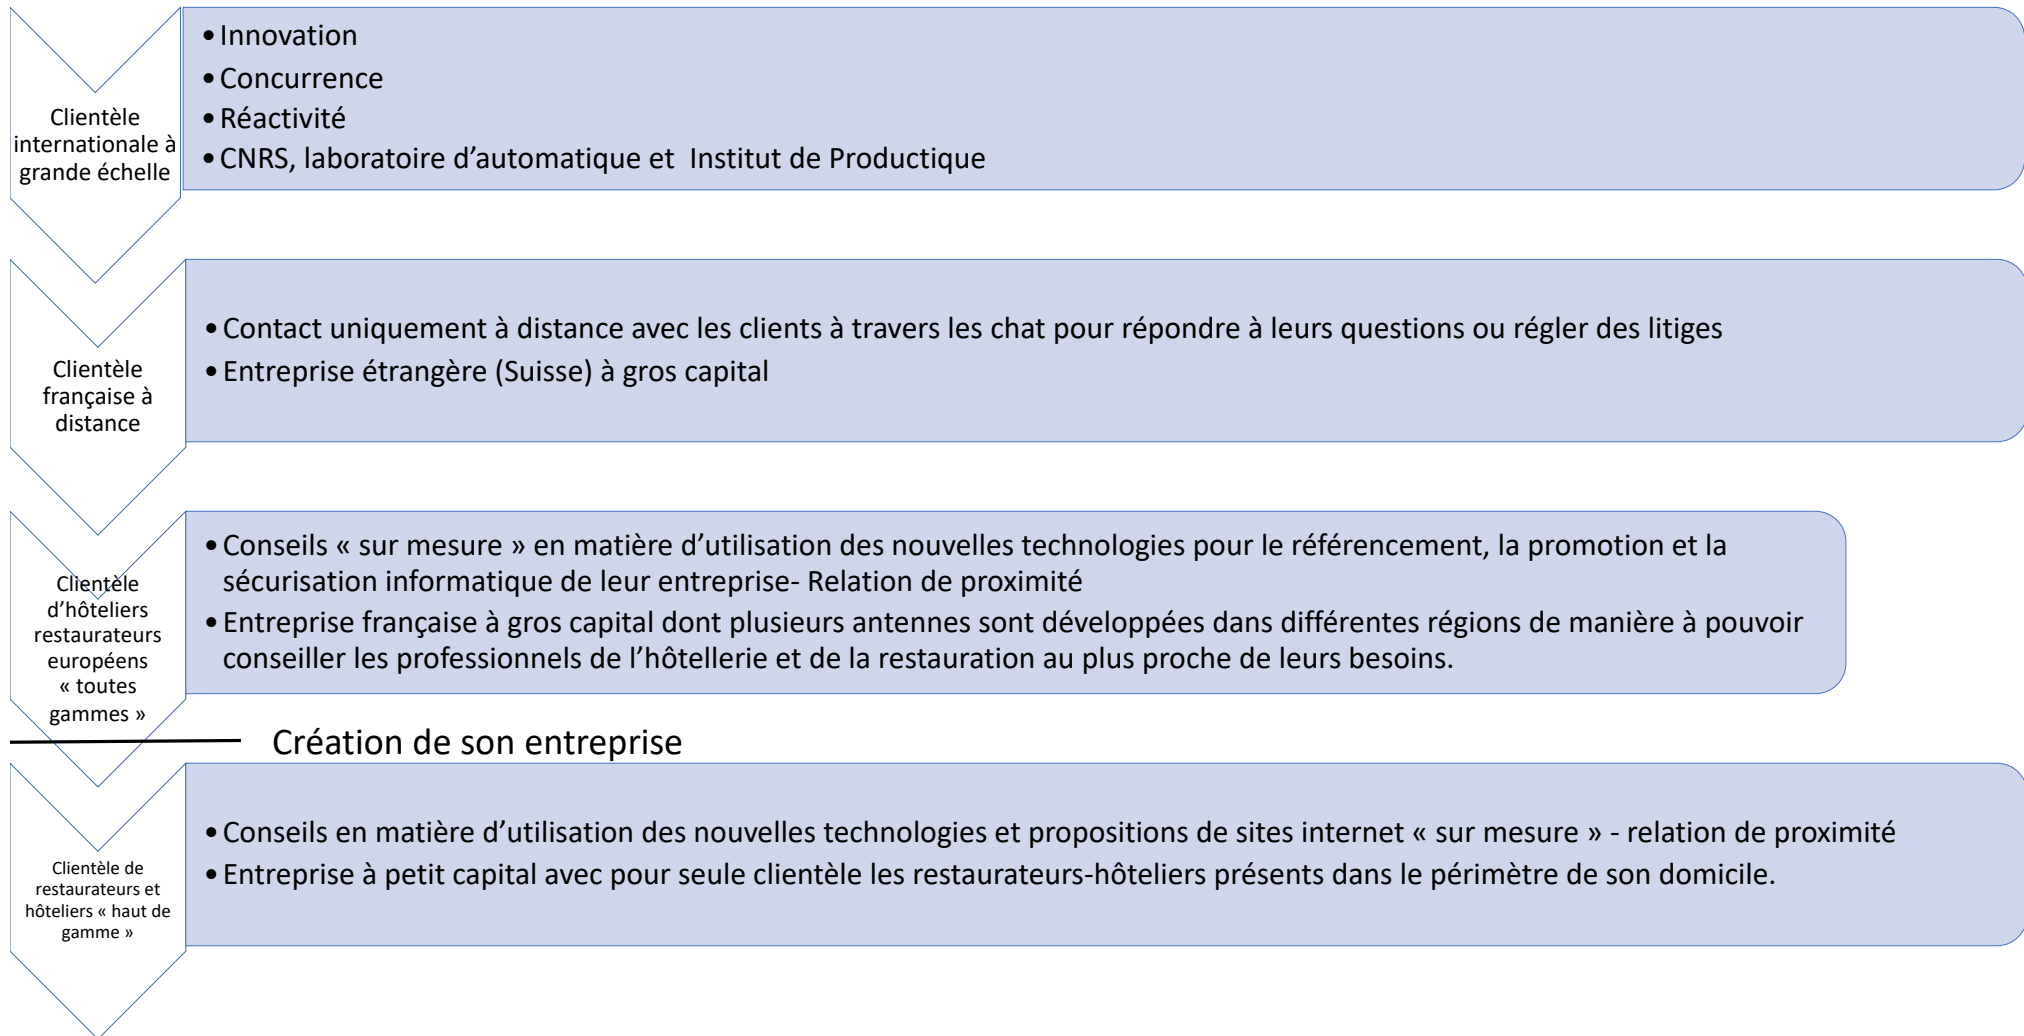 Clientèle
internationale à
grande échelle
• Innovation
• Concurrence
• Réactivité
• CNRS, laboratoire d’automatique et  Institut de Productique
Clientèle
française à
distance
• Contact uniquement à distance avec les clients à travers les chat pour répondre à leurs questions ou régler des litiges
• Entreprise étrangère (Suisse) à gros capital
Clientèle
d’hôteliers
restaurateurs
européens
« toutes
gammes »
• Conseils « sur mesure » en matière d’utilisation des nouvelles technologies pour le référencement, la promotion et la
sécurisation informatique de leur entreprise- Relation de proximité
• Entreprise française à gros capital dont plusieurs antennes sont développées dans différentes régions de manière à pouvoir
conseiller les professionnels de l’hôtellerie et de la restauration au plus proche de leurs besoins.
Création de son entreprise
Clientèle de
restaurateurs et
hôteliers « haut de
gamme »
• Conseils en matière d’utilisation des nouvelles technologies et propositions de sites internet « sur mesure » - relation de proximité
• Entreprise à petit capital avec pour seule clientèle les restaurateurs-hôteliers présents dans le périmètre de son domicile.